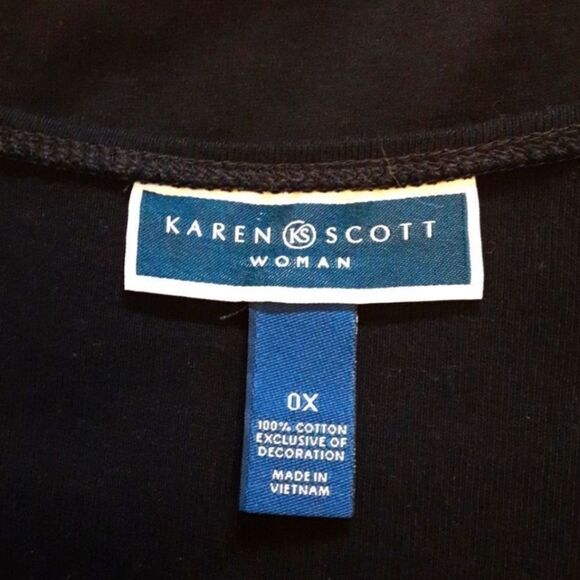 KAREN KS SCOTT
WOMAN
0X
100% COTTON
EXCLUSIVE OF
DECORATION
MADE IN
VIETNAM